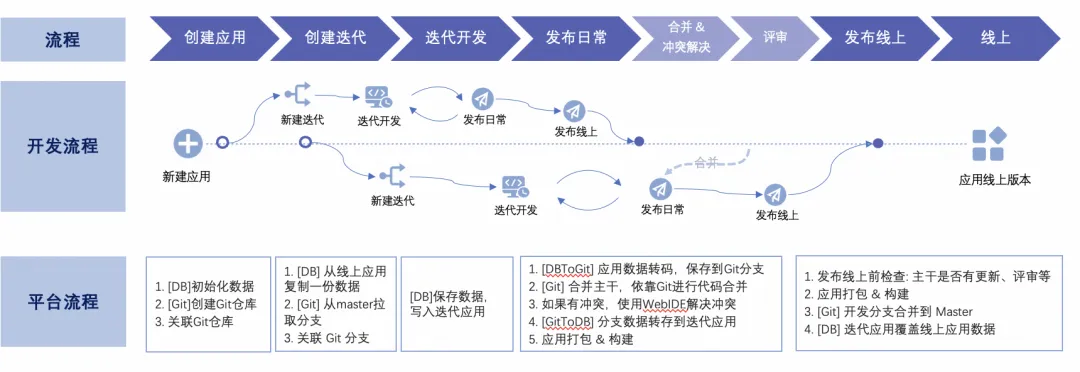 流程
创建应用
创建迭代
迭代开发
发布日常
合并 &
冲突解决
评审
发布线上
线上
开发流程
新建迭代
迭代开发
发布日常
发布线上
新建应用
合并
应用线上版本
新建迭代
迭代开发
发布日常
发布线上
平台流程
1. [DB]初始化数据
2. [Git]创建Git仓库
3. 关联Git仓库
1. [DB] 从线上应用
复制一份数据
2. [Git] 从master拉
取分支
3. 关联 Git 分支
[DB]保存数据，
写入迭代应用
1. [DBToGit] 应用数据转码，保存到Git分支
2. [Git] 合并主干，依靠Git进行代码合并
3. 如果有冲突，使用WebIDE解决冲突
4. [GitToDB] 分支数据转存到迭代应用
5. 应用打包 & 构建
1. 发布线上前检查: 主干是否有更新、评审等
2. 应用打包 & 构建
3. [Git] 开发分支合并到 Master
4. [DB] 迭代应用覆盖线上应用数据